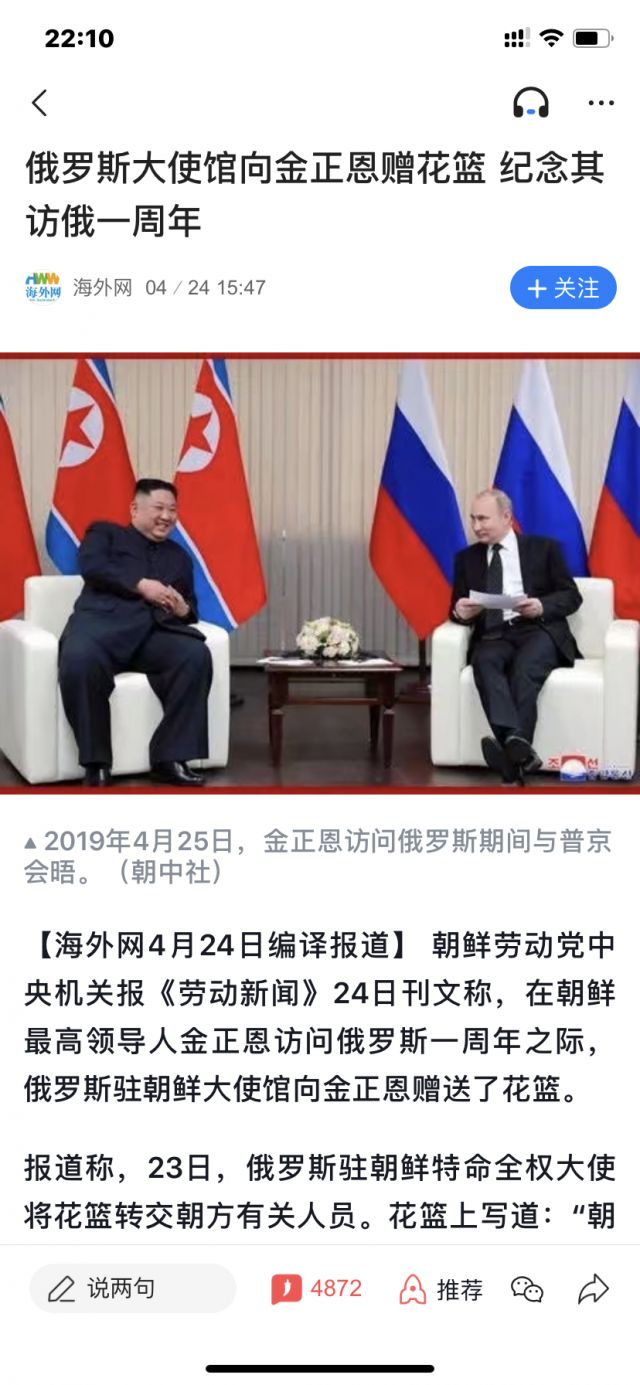 22:10
俄罗斯大使馆向金正恩赠花篮 纪念其
访俄一周年
海外网
海外网 04/24 15:47
+ 关注
▲2019年4月25日，金正恩访问俄罗斯期间与普京
会晤。（朝中社）
【海外网4月24日编译报道】 朝鲜劳动党中
央机关报《劳动新闻》24日刊文称，在朝鲜
最高领导人金正恩访问俄罗斯一周年之际，
俄罗斯驻朝鲜大使馆向金正恩赠送了花篮。
报道称，23日，俄罗斯驻朝鲜特命全权大使
将花篮转交朝方有关人员。花篮上写道：“朝
说两句 4872 推荐